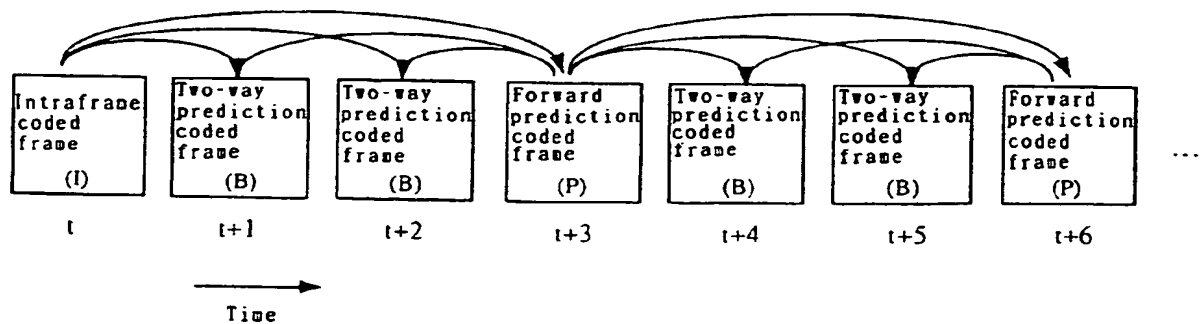 Intraframe
coded
frame
(I)
Two-way
prediction
coded
frame
(B)
Two-way
prediction
coded
frame
(B)
Forward
prediction
coded
frame
(P)
Two-way
prediction
coded
frame
(B)
Two-way
prediction
coded
frame
(B)
Forward
prediction
coded
frame
(P)
...
t
t+1
t+2
t+3
t+4
t+5
t+6
Time